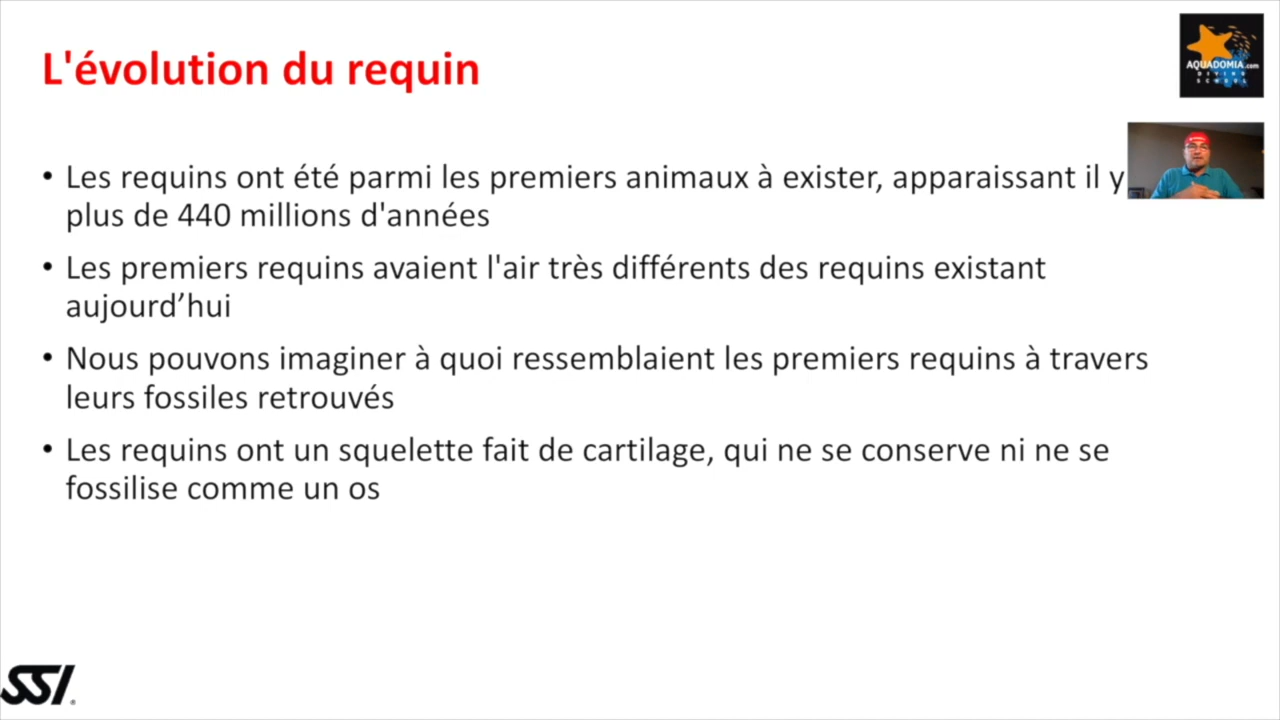 L'évolution du requin
AQUADOMIA.com
DIVING
SCHOOL
• Les requins ont été parmi les premiers animaux à exister, apparaissant il y
plus de 440 millions d'années
• Les premiers requins avaient l'air très différents des requins existant
aujourd’hui
• Nous pouvons imaginer à quoi ressemblaient les premiers requins à travers
leurs fossiles retrouvés
• Les requins ont un squelette fait de cartilage, qui ne se conserve ni ne se
fossilise comme un os
SSI